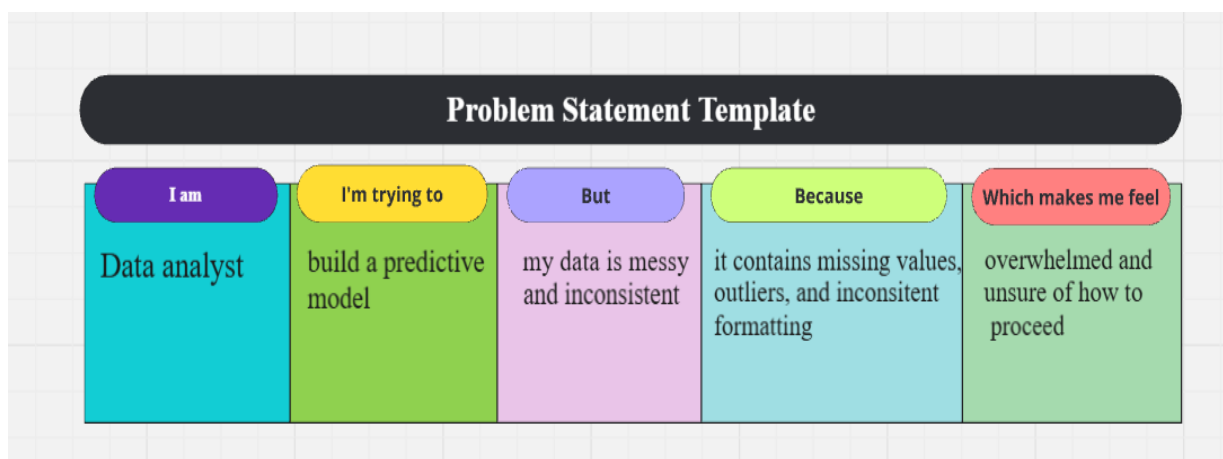 Problem Statement Template
I am
Data analyst
I'm trying to
build a predictive
model
But
my data is messy
and inconsistent
Because
it contains missing values,
outliers, and inconsitent
formatting
Which makes me feel
overwhelmed and
unsure of how to
proceed